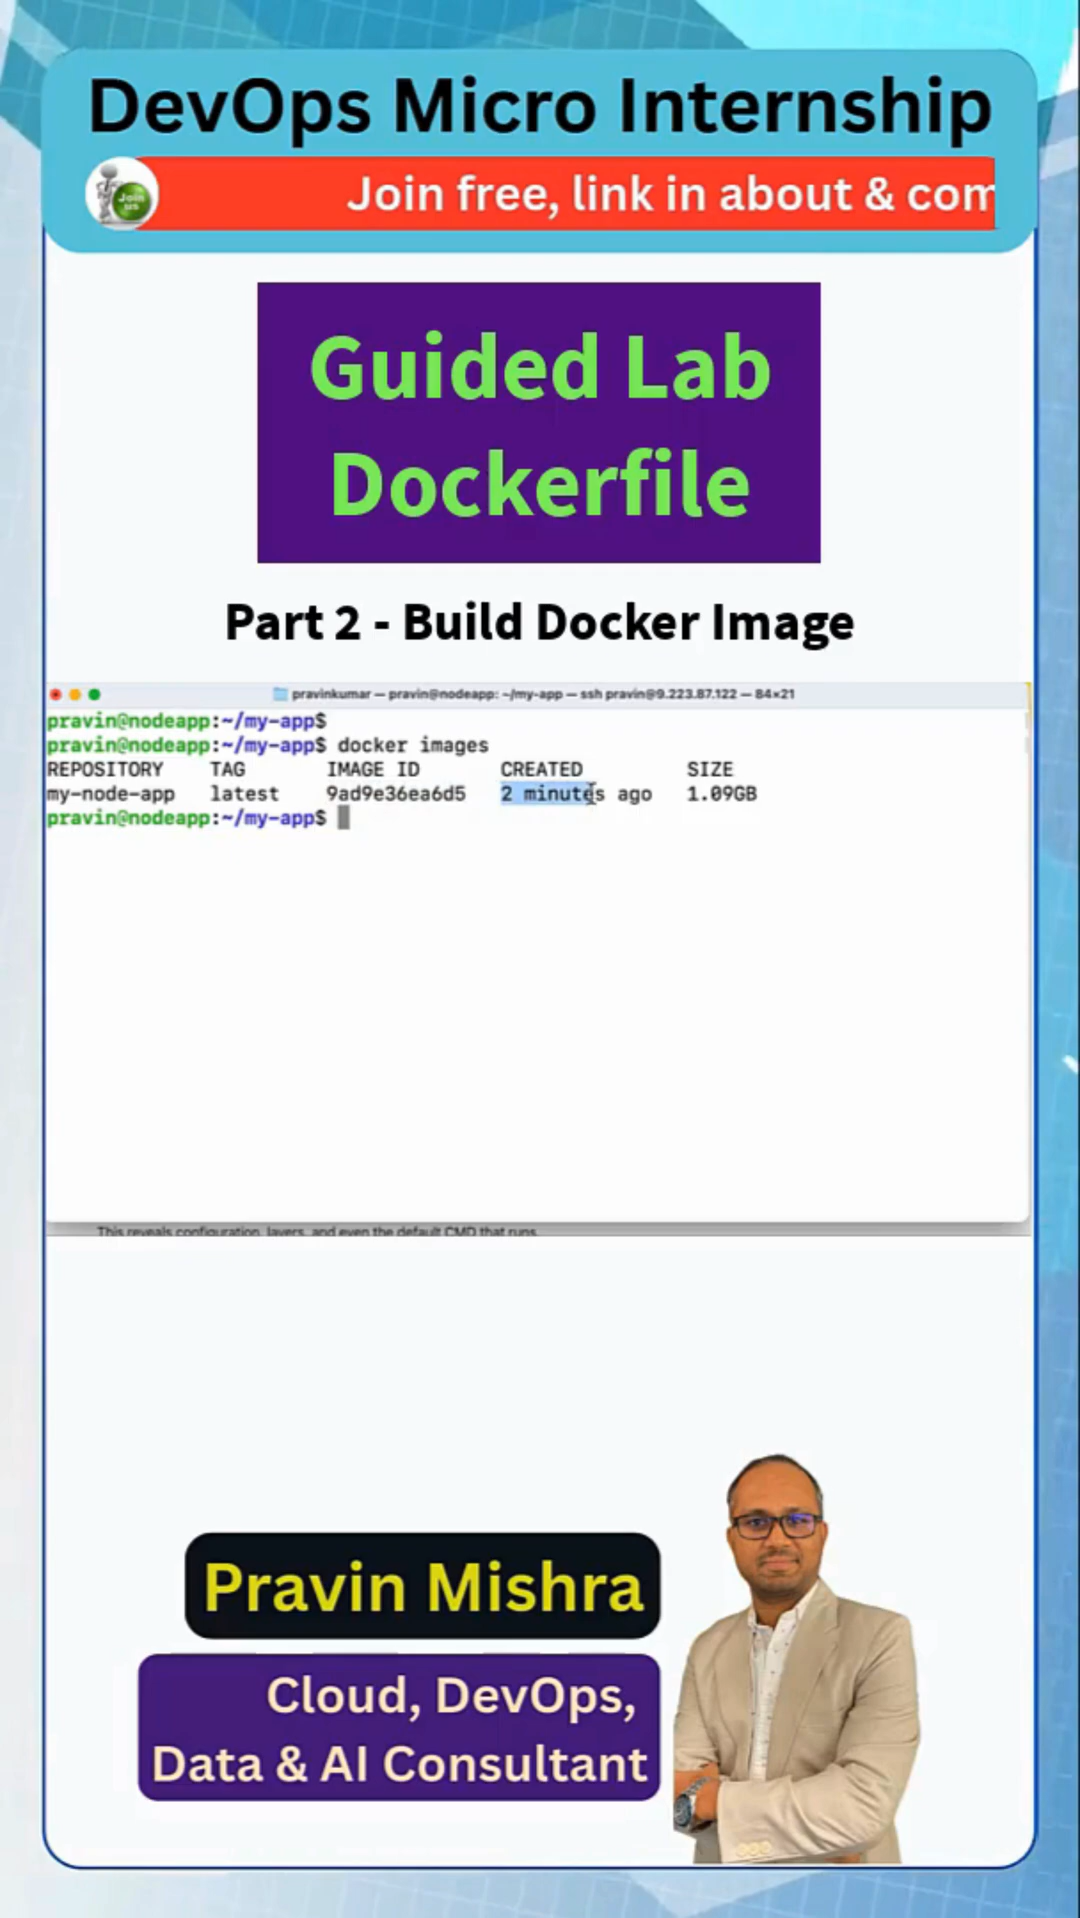 DevOps Micro Internship
Join us
Join free, link in about & com
Guided Lab
Dockerfile
Part 2 - Build Docker Image
pravinkumar — pravin@nodeapp: ~/my-app — ssh pravin@9.223.87.122 — 84×21
pravin@nodeapp:~/my-app$
pravin@nodeapp:~/my-app$ docker images
REPOSITORY TAG IMAGE ID CREATED SIZE
my-node-app latest 9ad9e36ea6d5 2 minutes ago 1.09GB
pravin@nodeapp:~/my-app$
This reveals configuration, layers, and even the default CMD that runs.
Pravin Mishra
Cloud, DevOps,
Data & AI Consultant